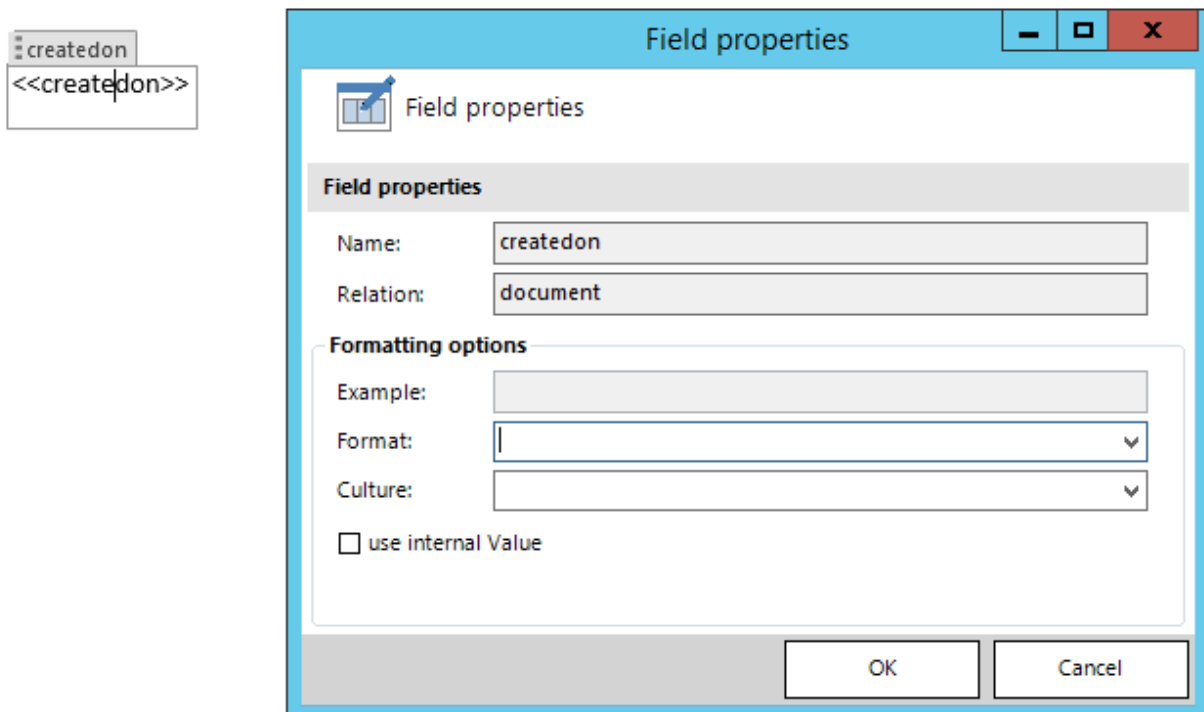 createdon
<<createdon>>
Field properties
X
Field properties
Field properties
Name: createdon
Relation: document
Formatting options
Example:
Format:
Culture:
use internal Value
OK Cancel